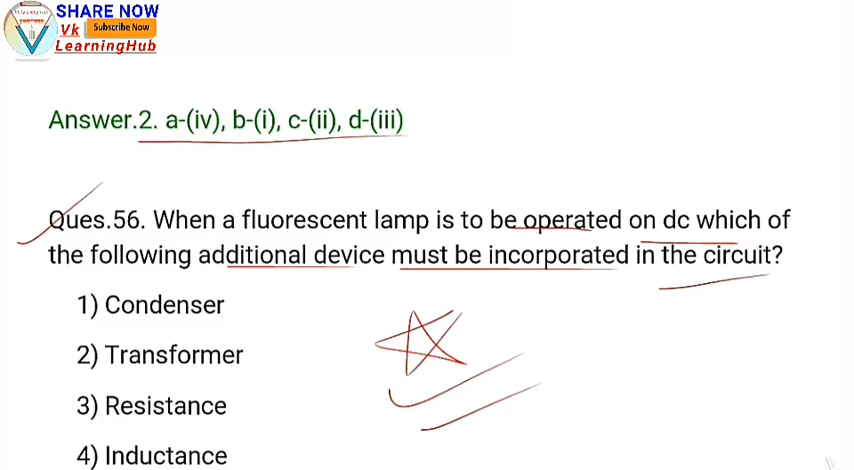 SHARE NOW
Vk Subscribe Now
LearningHub
Answer.2. a-(iv), b-(i), c-(ii), d-(iii)
Ques.56. When a fluorescent lamp is to be operated on dc which of
the following additional device must be incorporated in the circuit?
1) Condenser
2) Transformer
3) Resistance
4) Inductance